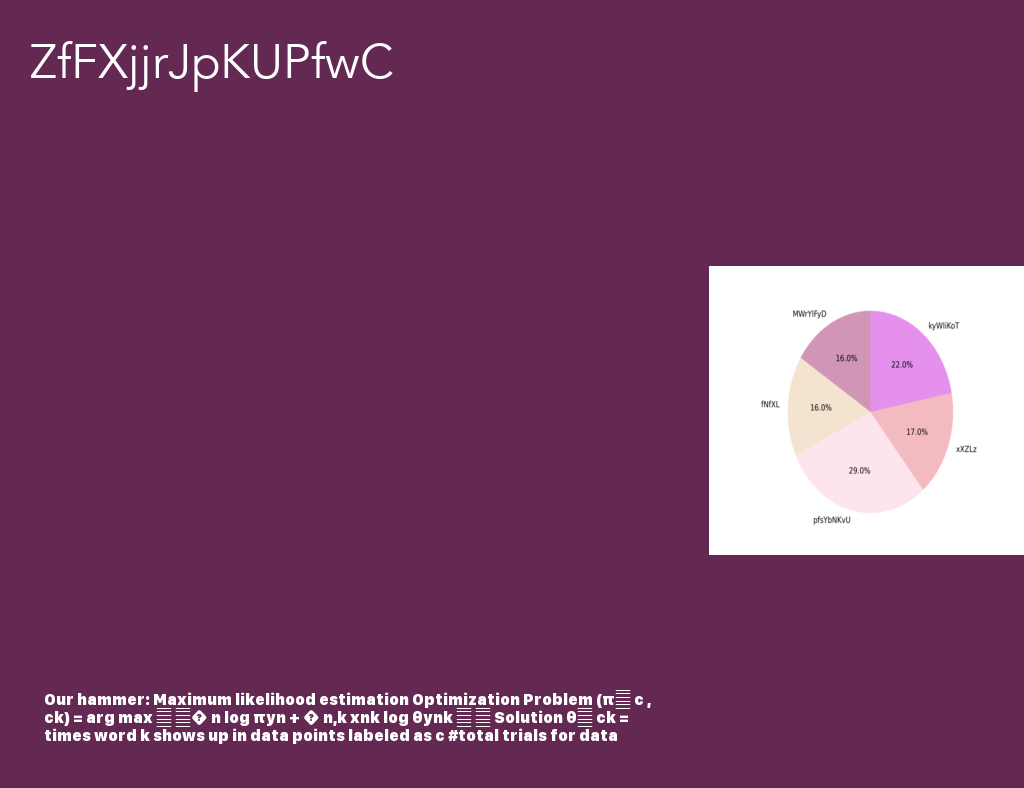 ZfFXjjrJpKUPfwC
MWrYlFyD
kyWliKoT
16.0%
22.0%
fNfXL
16.0%
17.0%
xXZLz
29.0%
pfsYbNKvU
Our hammer: Maximum likelihood estimation Optimization Problem (π c ,
ck) = arg max � n log πyn + � n,k xnk log θynk Solution θ ck =
times word k shows up in data points labeled as c #total trials for data